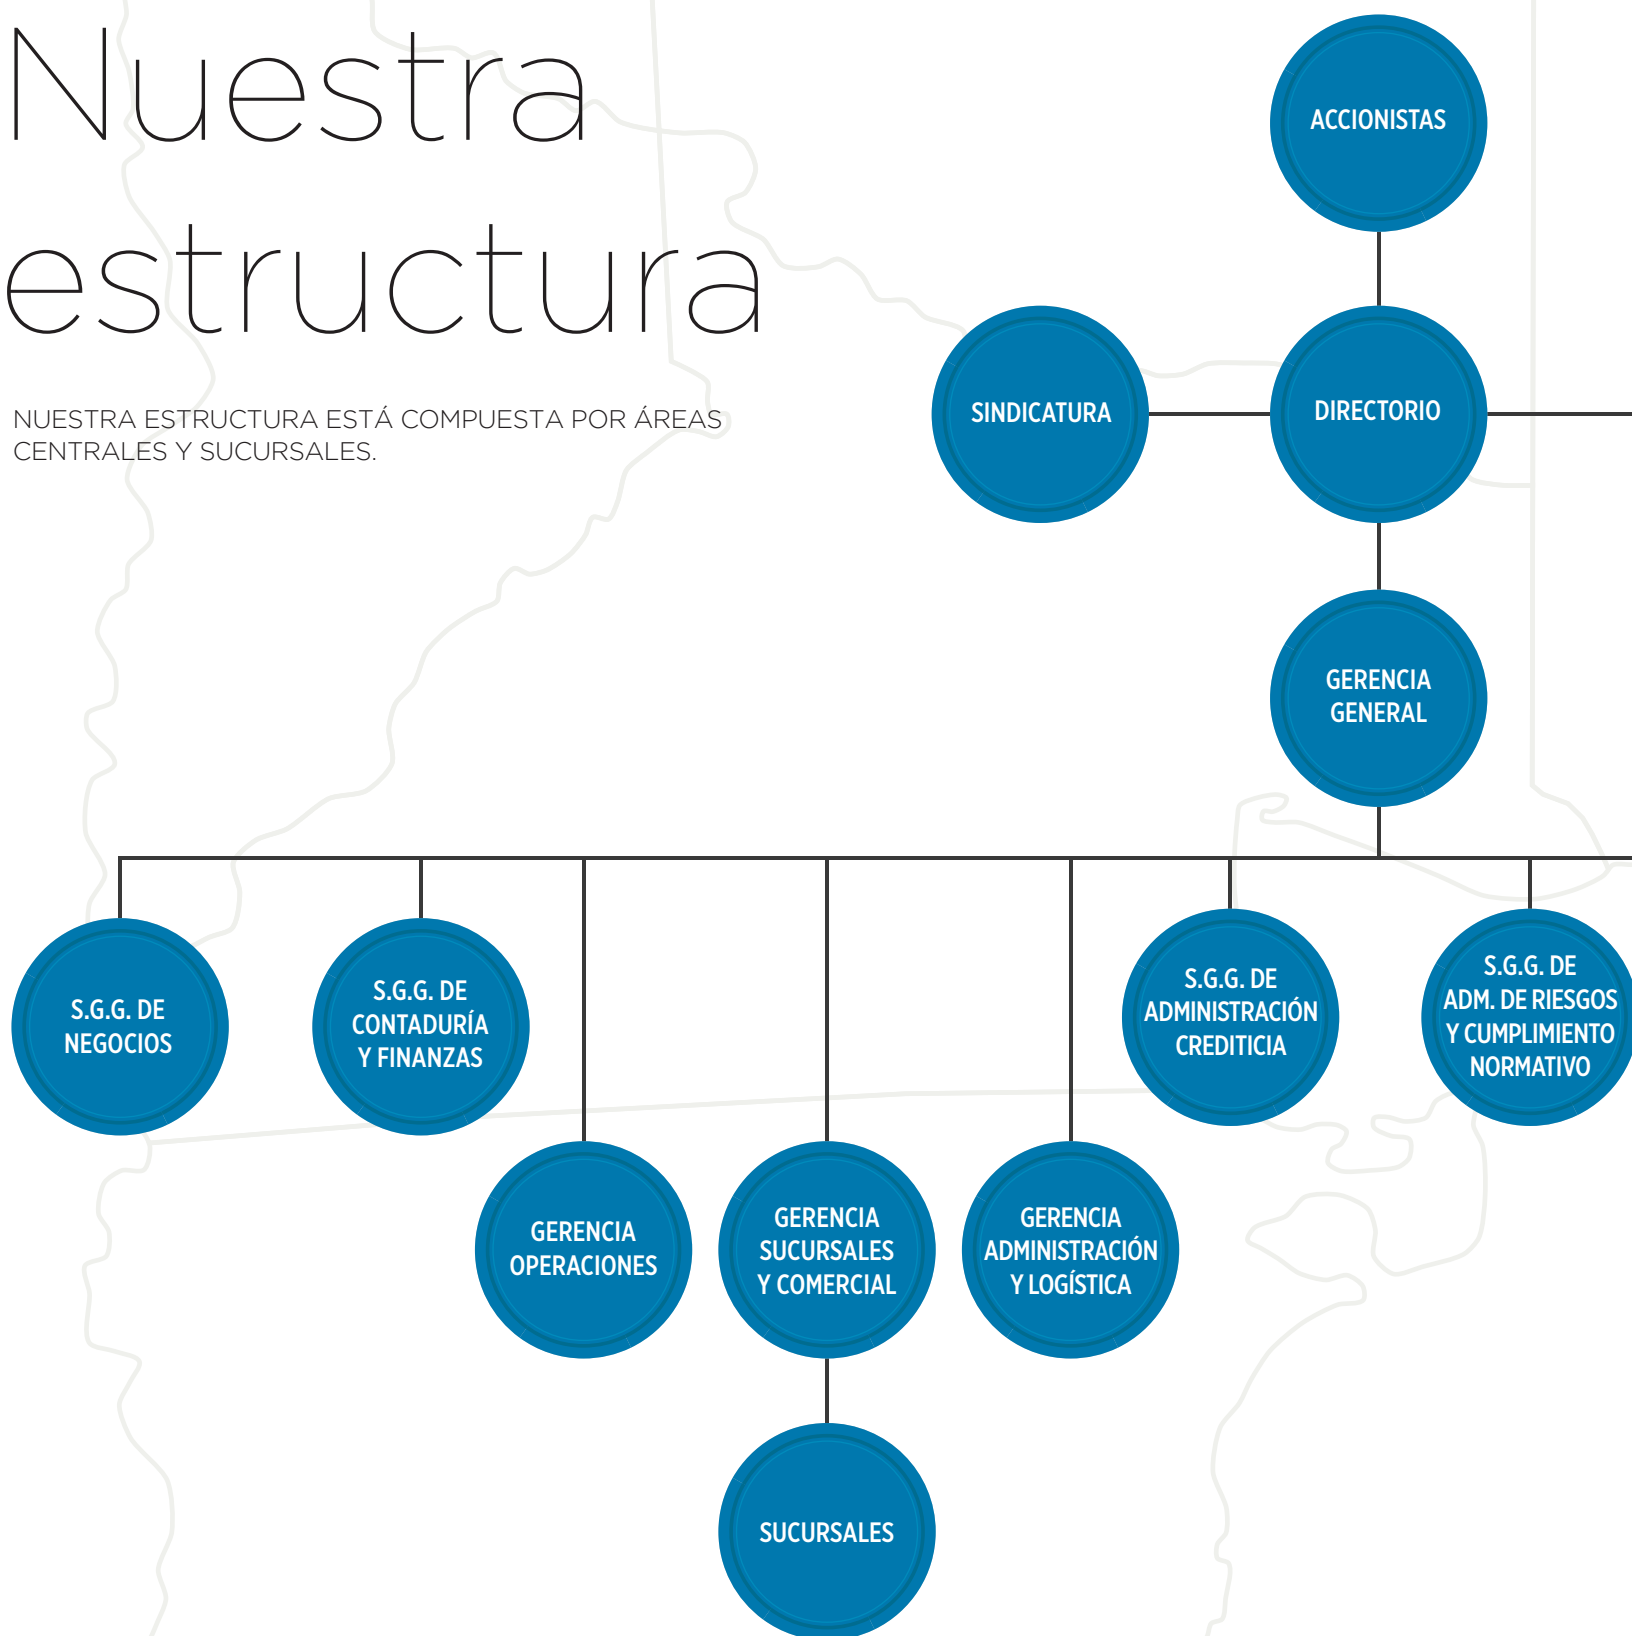 Nuestra
estructura
NUESTRA ESTRUCTURA ESTÁ COMPUESTA POR ÁREAS
CENTRALES Y SUCURSALES.
ACCIONISTAS
SINDICATURA
DIRECTORIO
GERENCIA
GENERAL
S.G.G. DE
NEGOCIOS
S.G.G. DE
CONTADURÍA
Y FINANZAS
S.G.G. DE
ADMINISTRACIÓN
CREDITICIA
S.G.G. DE
ADM. DE RIESGOS
Y CUMPLIMIENTO
NORMATIVO
GERENCIA
OPERACIONES
GERENCIA
SUCURSALES
Y COMERCIAL
GERENCIA
ADMINISTRACIÓN
Y LOGÍSTICA
SUCURSALES